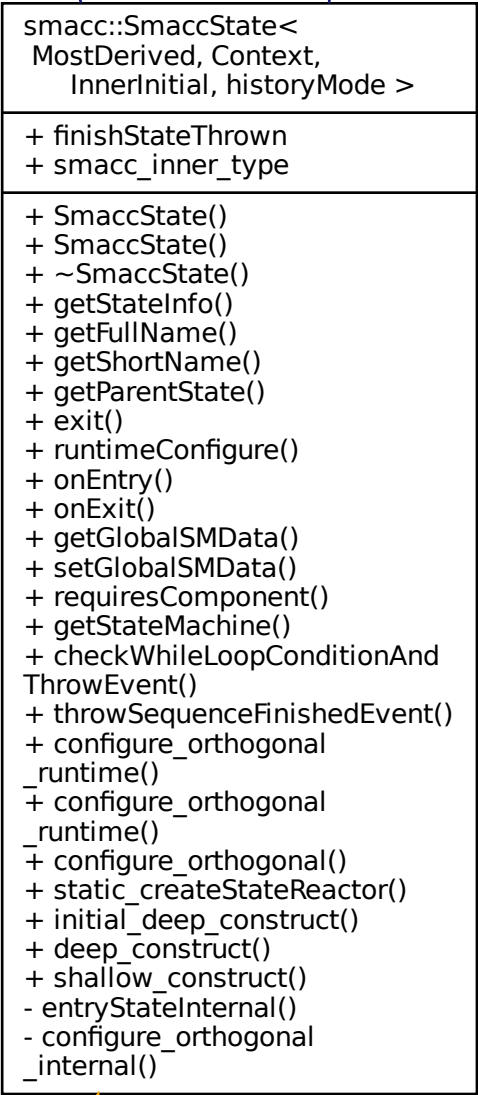 smacc::SmaccState<
MostDerived, Context,
InnerInitial, historyMode >
+ finishStateThrown
+ smacc_inner_type
+ SmaccState()
+ SmaccState()
+ ~SmaccState()
+ getStateInfo()
+ getFullName()
+ getShortName()
+ getParentState()
+ exit()
+ runtimeConfigure()
+ onEntry()
+ onExit()
+ getGlobalSMData()
+ setGlobalSMData()
+ requiresComponent()
+ getStateMachine()
+ checkWhileLoopConditionAnd
ThrowEvent()
+ throwSequenceFinishedEvent()
+ configure_orthogonal
_runtime()
+ configure_orthogonal
_runtime()
+ configure_orthogonal()
+ static_createStateReactor()
+ initial_deep_construct()
+ deep_construct()
+ shallow_construct()
- entryStateInternal()
- configure_orthogonal
_internal()